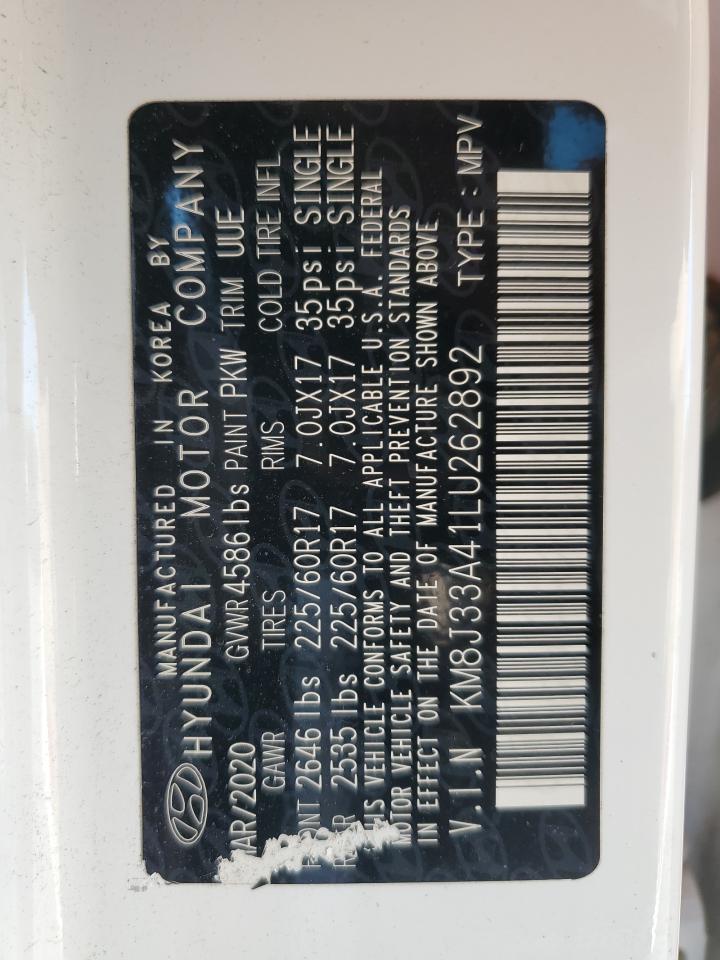 MANUFACTURED IN KOREA BY
HYUNDAI MOTOR COMPANY
AR/2020 GVWR 4586 lbs PAINT PKW TRIM UUE
GAWR TIRES RIMS COLD TIRE INFL
2646 lbs 225/60R17 7.0JX17 35psi SINGLE
2535 lbs 225/60R17 7.0JX17 35psi SINGLE
VEHICLE CONFORMS TO ALL APPLICABLE U.S.A. FEDERAL
MOTOR VEHICLE SAFETY AND THEFT PREVENTION STANDARDS
IN EFFECT ON THE DATE OF MANUFACTURE SHOWN ABOVE
V.I.N KM8J33A41LU262892 TYPE : MPV